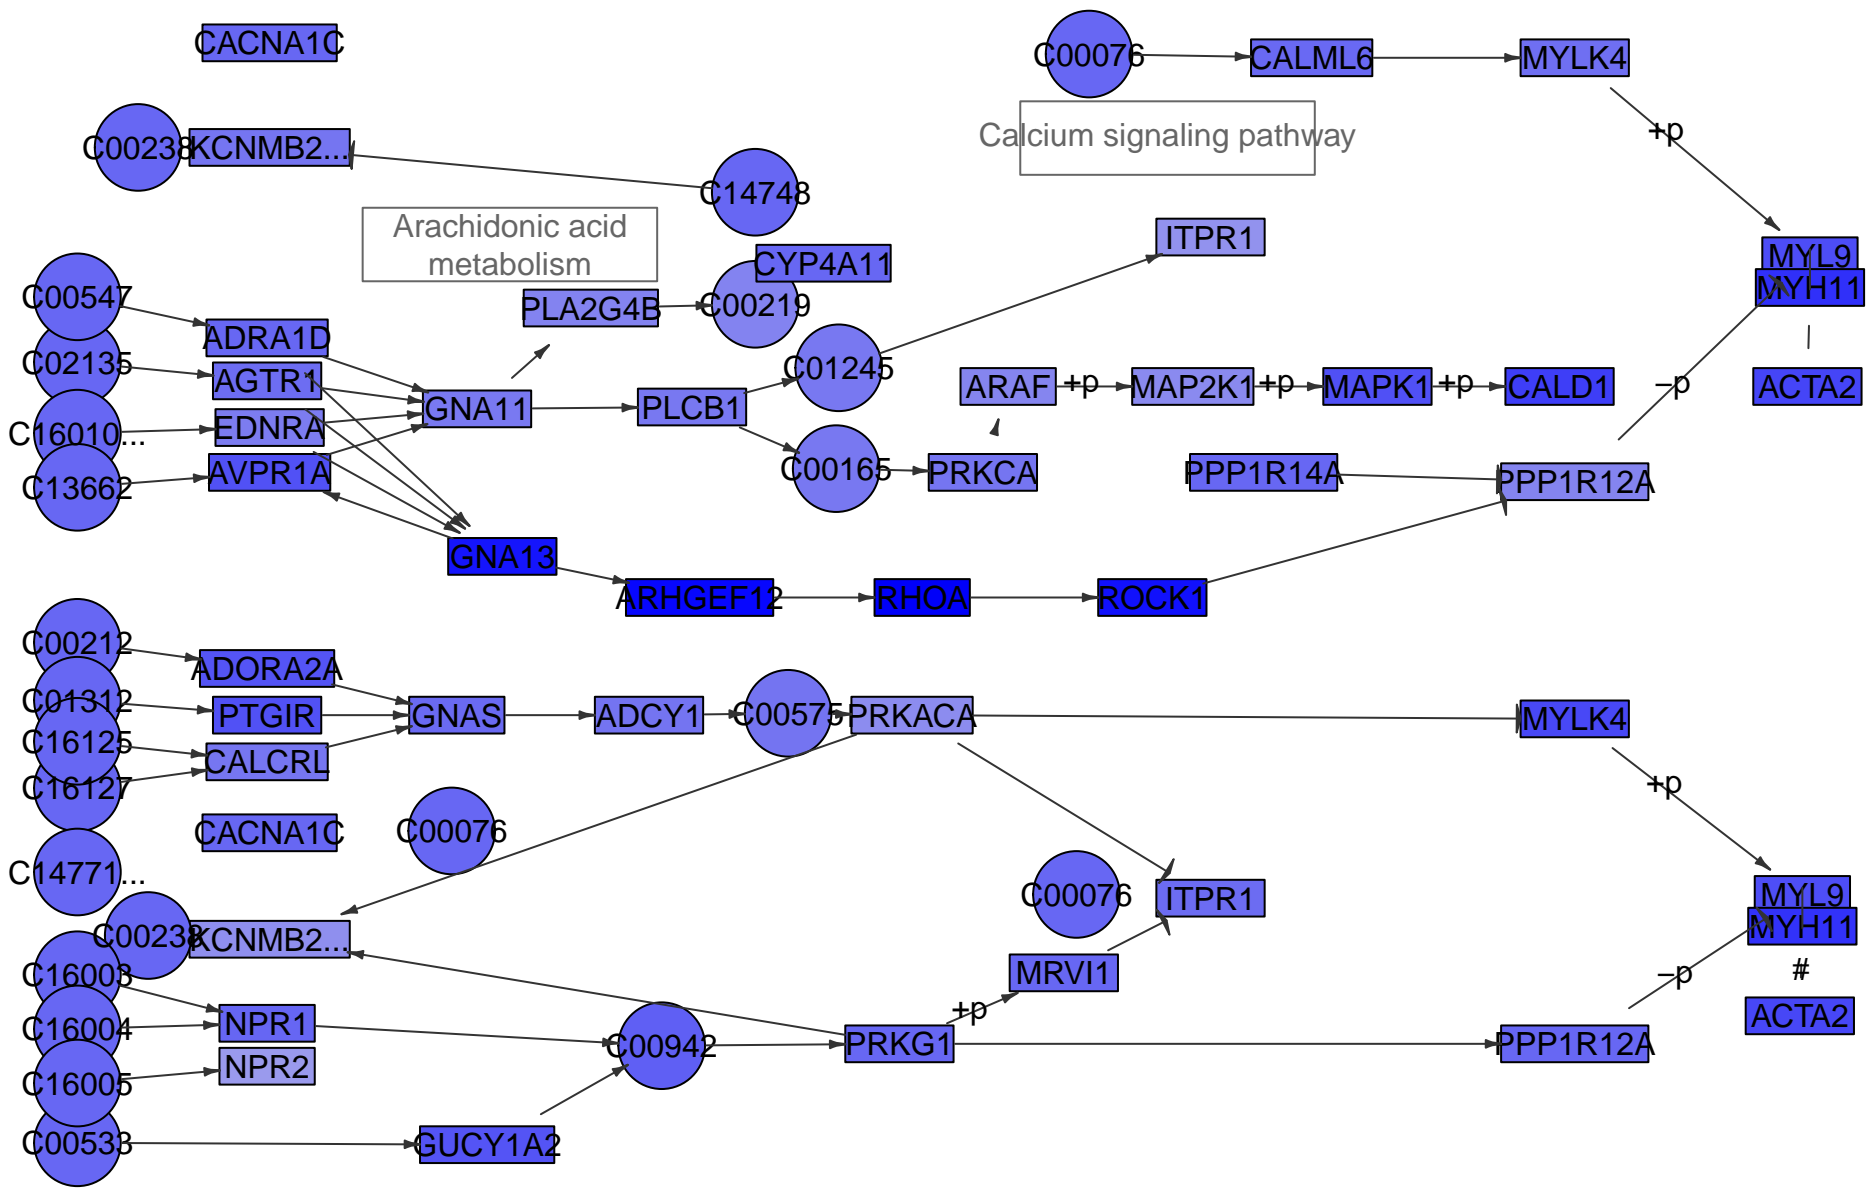 CACNA1C
C00076
CALML6
MYLK4
+p
C00238
KCNMB2...
Calcium signaling pathway
C14748
Arachidonic acid
metabolism
ITPR1
MYL9
CYP4A11
MYH11
C00547
PLA2G4B
C00219
ADRA1D
C02135
AGTR1
C01245
ARAF
+p
MAP2K1
+p
MAPK1
+p
CALD1
–p
ACTA2
GNA11
PLCB1
C16010...
EDNRA
C00165
PRKCA
PPP1R14A
PPP1R12A
C13662
AVPR1A
GNA13
ARHGEF12
RHOA
ROCK1
C00212
ADORA2A
C01312
PTGIR
GNAS
ADCY1
C00575
PRKACA
MYLK4
C16125
CALCRL
C16127
+p
CACNA1C
C00076
C14771...
C00076
ITPR1
MYL9
C00238
KCNMB2...
MYH11
C16003
MRVI1
#
–p
+p
C16004
NPR1
ACTA2
C00942
PRKG1
PPP1R12A
NPR2
C16005
C00533
GUCY1A2